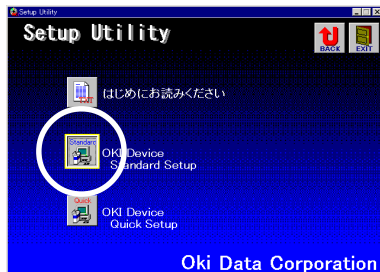 Setup Utility
Setup Utility
BACK
EXIT
はじめにお読みください
Standard
OKI Device
Standard Setup
Quick
OKI Device
Quick Setup
Oki Data Corporation